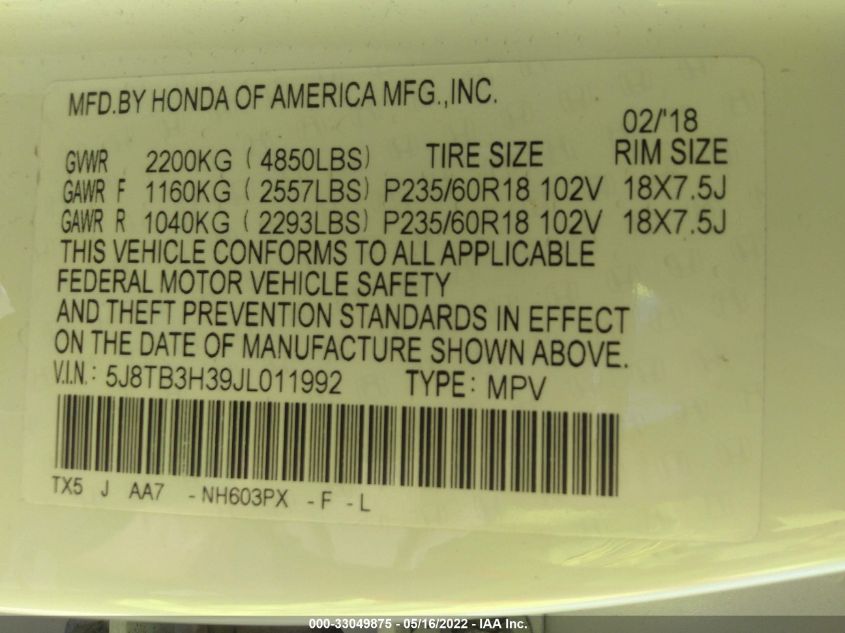 MFD.BY HONDA OF AMERICA MFG.,INC.
02/'18
GVWR 2200KG ( 4850LBS) TIRE SIZE RIM SIZE
GAWR F 1160KG ( 2557LBS) P235/60R18 102V 18X7.5J
GAWR R 1040KG ( 2293LBS) P235/60R18 102V 18X7.5J
THIS VEHICLE CONFORMS TO ALL APPLICABLE
FEDERAL MOTOR VEHICLE SAFETY
AND THEFT PREVENTION STANDARDS IN EFFECT
ON THE DATE OF MANUFACTURE SHOWN ABOVE.
V.I.N.: 5J8TB3H39JL011992 TYPE: MPV
TX5 J AA7 -NH603PX -F -L
000-33049875 - 05/16/2022 - IAA Inc.